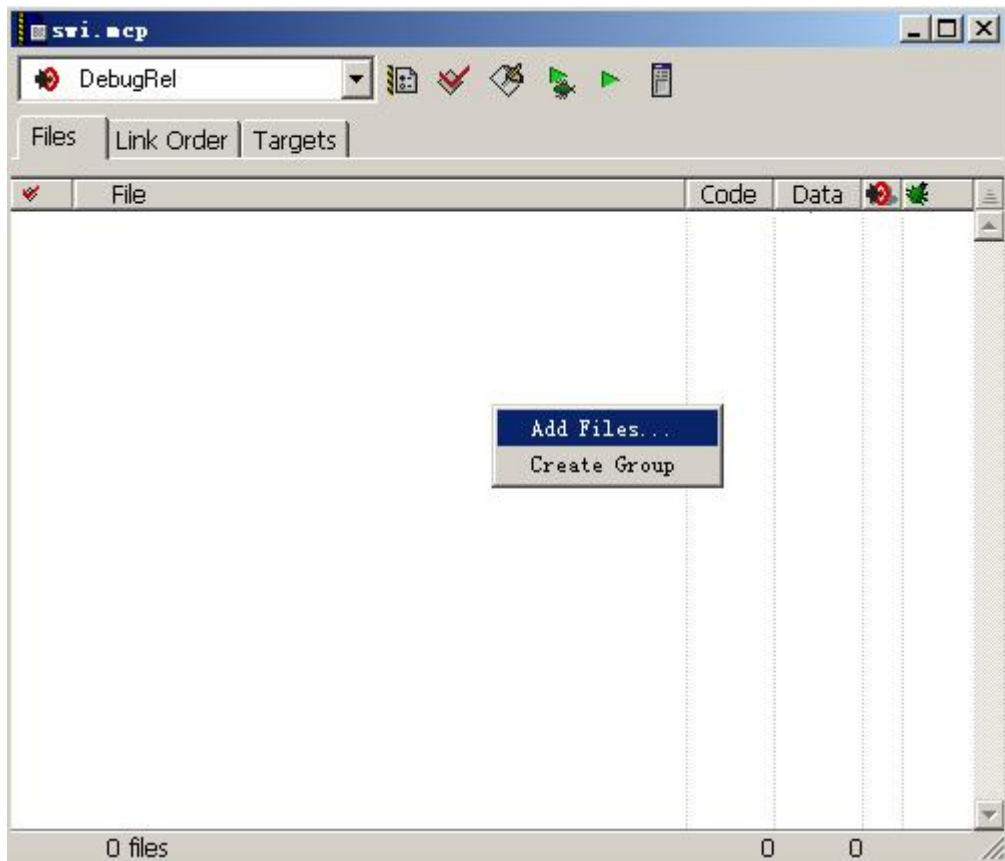 swi.mcp
DebugRel
Files Link Order Targets
File Code Data
Add Files...
Create Group
0 files 0 0